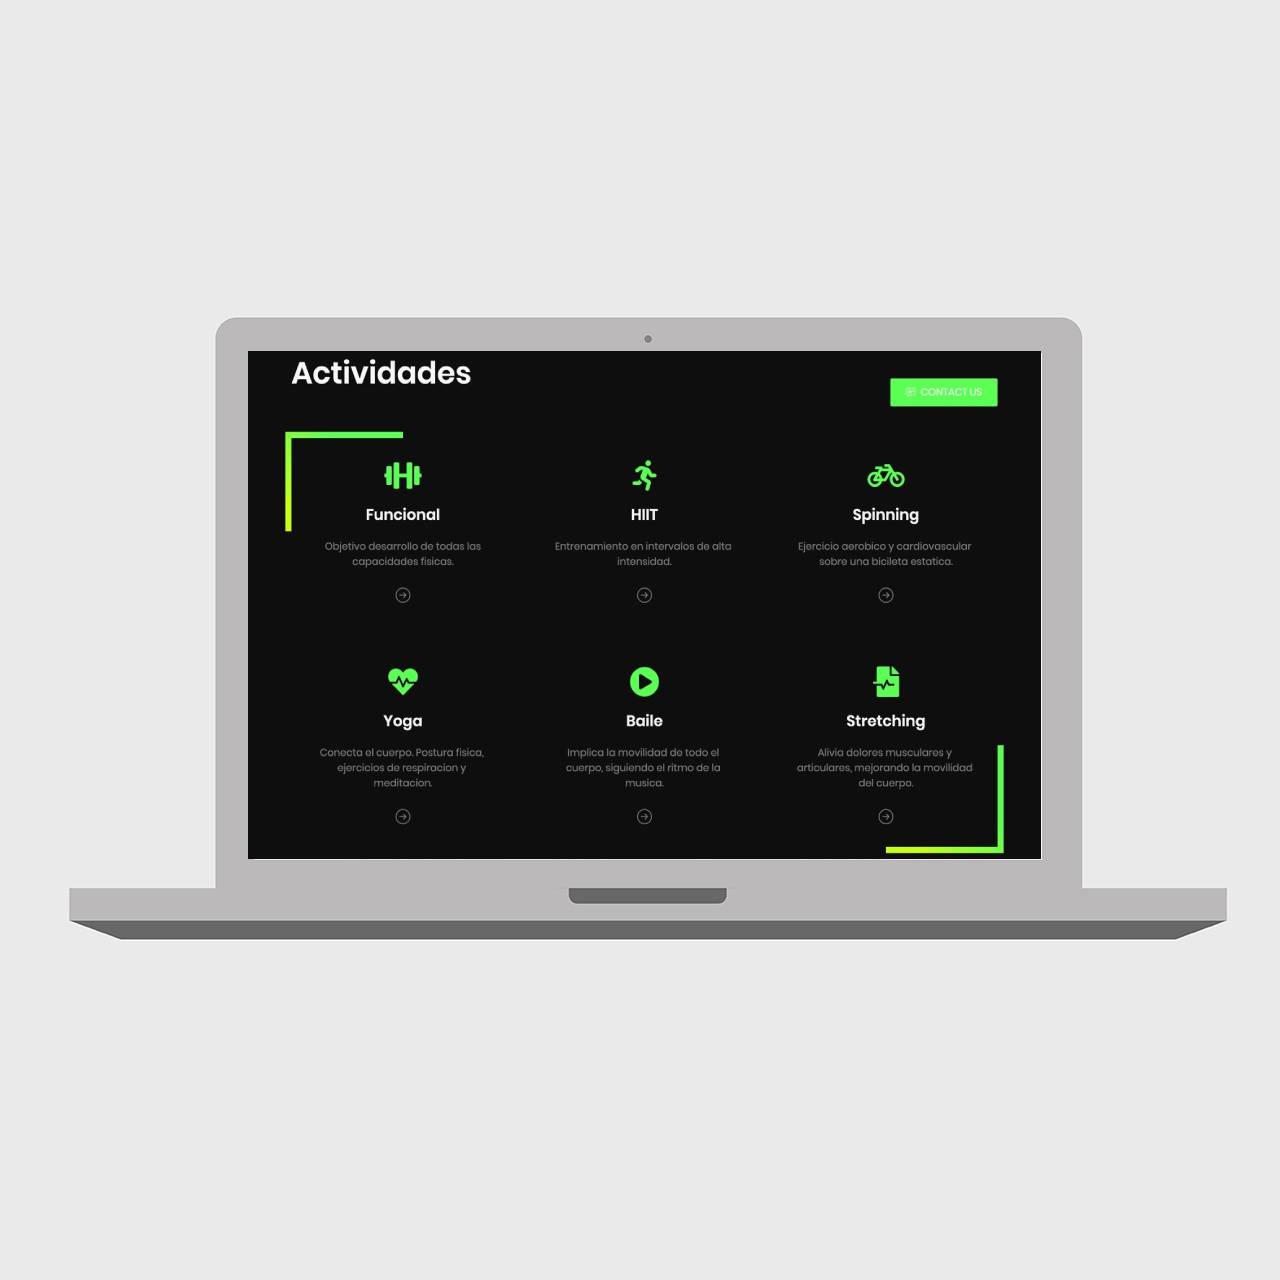 Actividades
CONTACT US
Funcional
Objetivo desarrollo de todas las
capacidades fisicas.
HIIT
Entrenamiento en intervalos de alta
intensidad.
Spinning
Ejercicio aerobico y cardiovascular
sobre una bicileta estatica.
Yoga
Conecta el cuerpo. Postura fisica,
ejercicios de respiracion y
meditacion.
Baile
Implica la movilidad de todo el
cuerpo, siguiendo el ritmo de la
musica.
Stretching
Alivia dolores musculares y
articulares, mejorando la movilidad
del cuerpo.